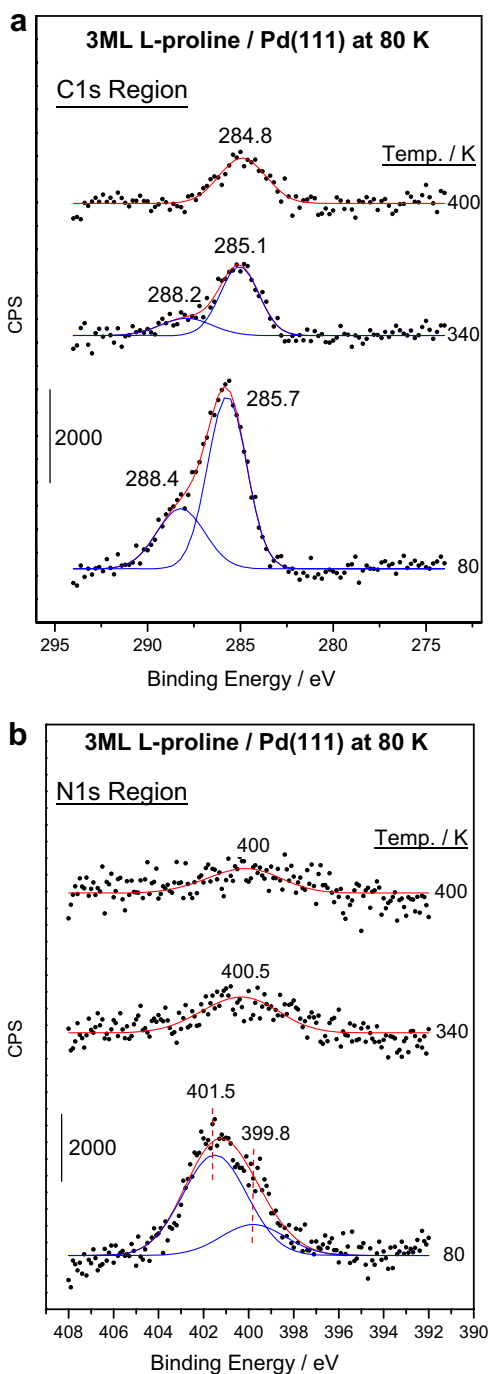 a
3ML L-proline / Pd(111) at 80 K
C1s Region
284.8
Temp. / K
400
285.1
288.2
340
CPS
2000
285.7
288.4
80
295 290 285 280 275
Binding Energy / eV
b
3ML L-proline / Pd(111) at 80 K
N1s Region
Temp. / K
400
400
400.5
340
CPS
401.5
399.8
2000
80
408 406 404 402 400 398 396 394 392 390
Binding Energy / eV